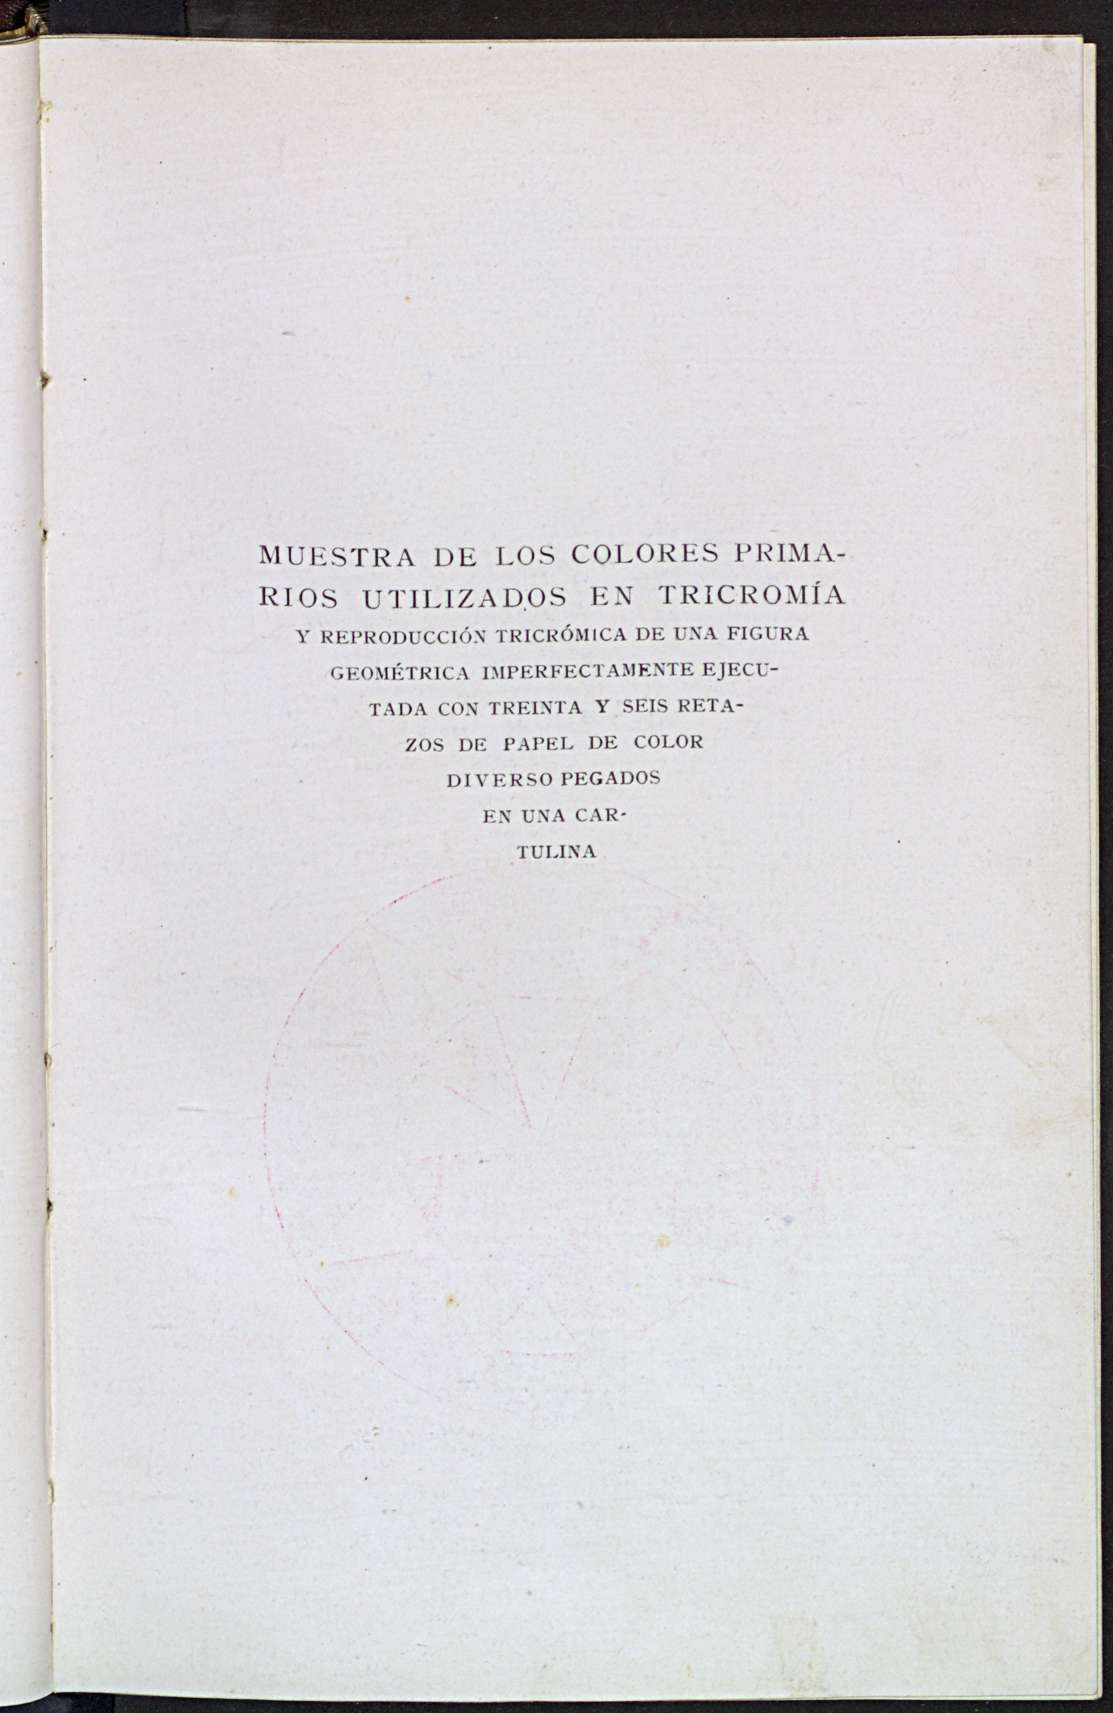 MUESTRA DE LOS COLORES PRIMA-
RIOS UTILIZADOS EN TRICROMÍA
Y REPRODUCCIÓN TRICRÓMICA DE UNA FIGURA
GEOMÉTRICA IMPERFECTAMENTE EJECU-
TADA CON TREINTA Y SEIS RETA-
ZOS DE PAPEL DE COLOR
DIVERSO PEGADOS
EN UNA CAR-
TULINA